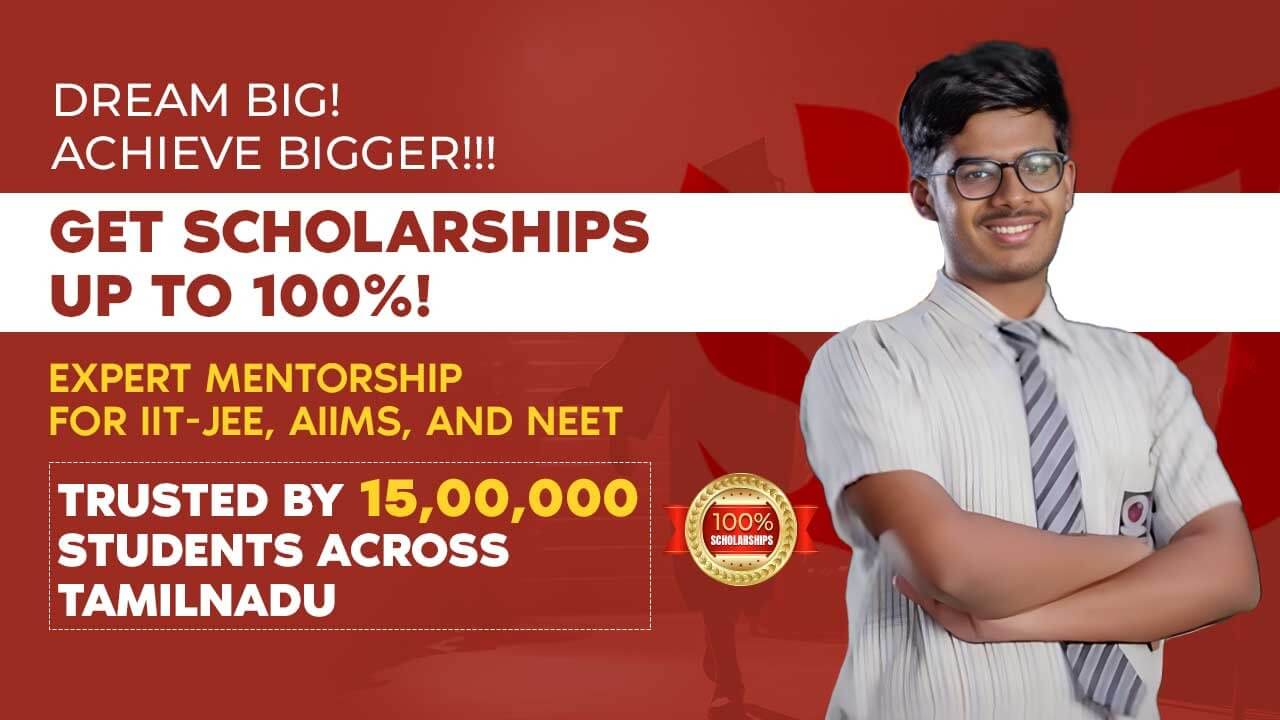 DREAM BIG!
ACHIEVE BIGGER!!!
GET SCHOLARSHIPS
UP TO 100%!
EXPERT MENTORSHIP
FOR IIT-JEE, AIIMS, AND NEET
TRUSTED BY 15,00,000
STUDENTS ACROSS
TAMILNADU
100%
SCHOLARSHIPS